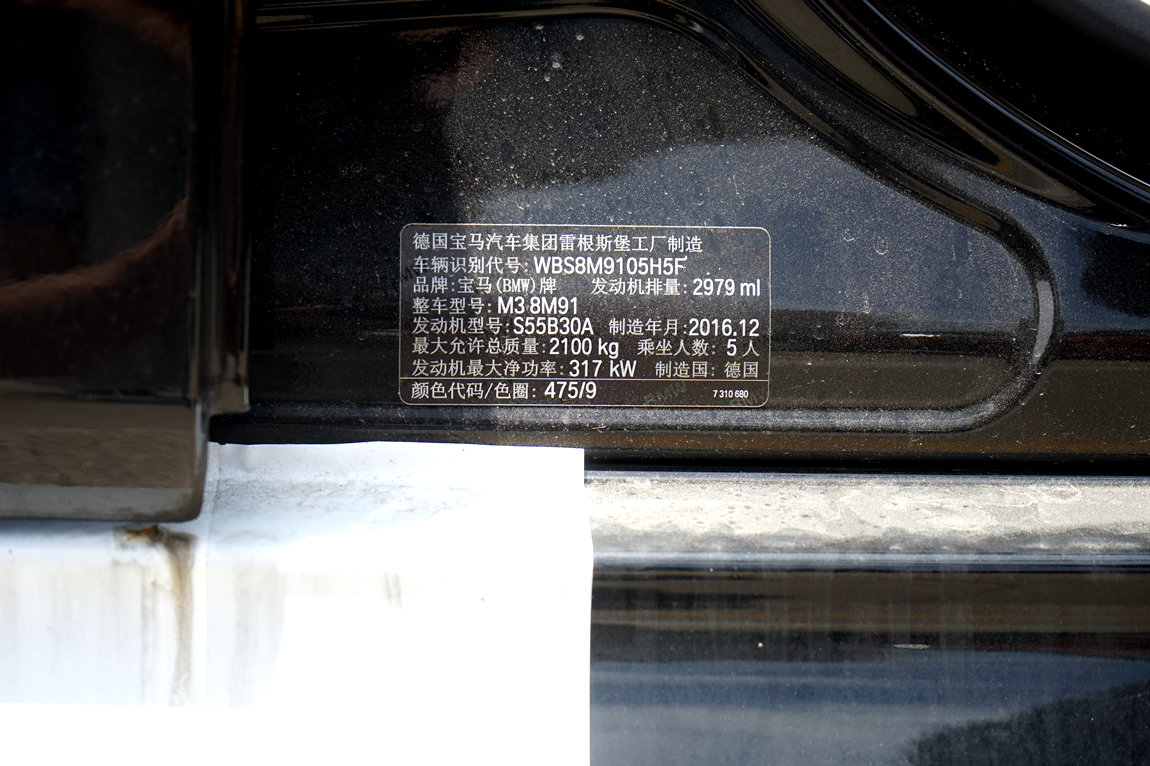 德国宝马汽车集团雷根斯堡工厂制造
车辆识别代号: WBS8M9105H5F
品牌:宝马(BMW)牌 发动机排量: 2979 ml
整车型号: M3 8M91
发动机型号: S55B30A 制造年月:2016.12
最大允许总质量: 2100 kg 乘坐人数: 5 人
发动机最大净功率: 317 kW 制造国: 德国
颜色代码/色圈: 475/9 7 310 680